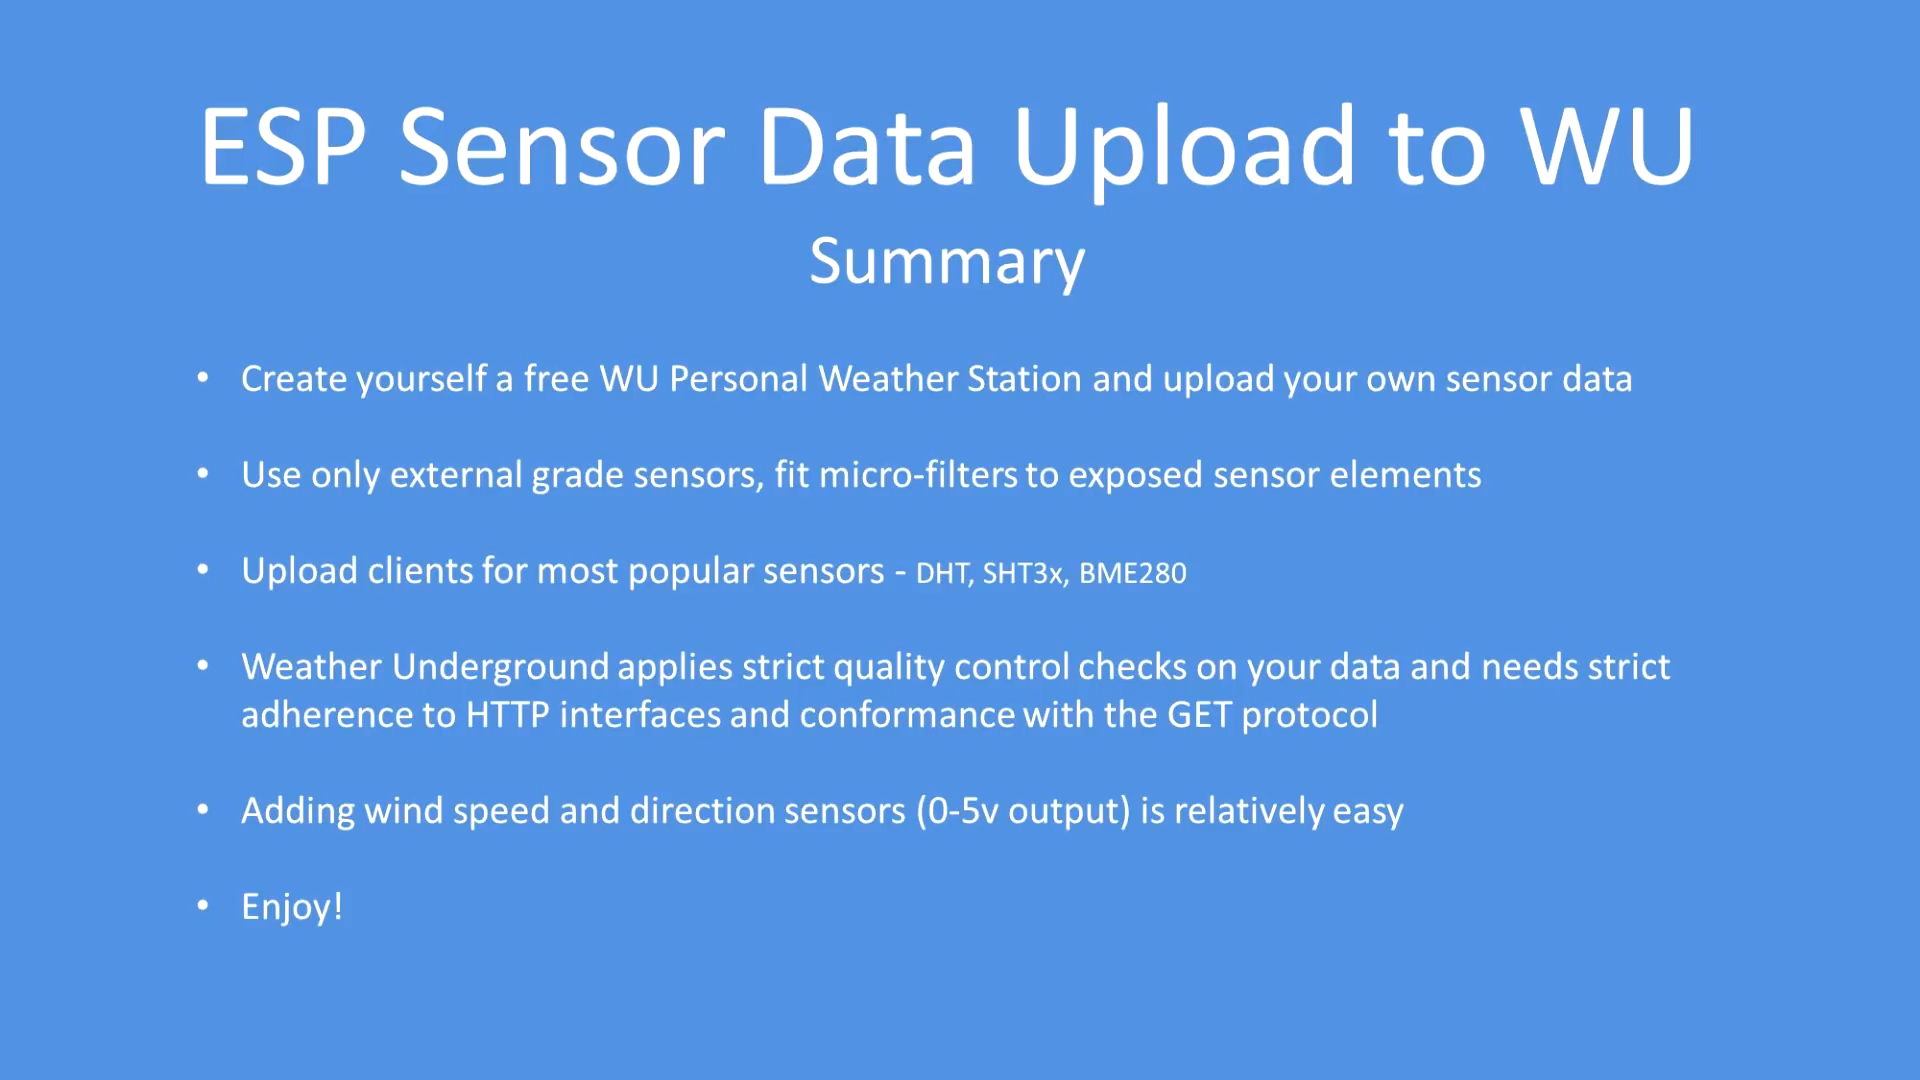 ESP Sensor Data Upload to WU
Summary
• Create yourself a free WU Personal Weather Station and upload your own sensor data
• Use only external grade sensors, fit micro-filters to exposed sensor elements
• Upload clients for most popular sensors - DHT, SHT3x, BME280
• Weather Underground applies strict quality control checks on your data and needs strict
adherence to HTTP interfaces and conformance with the GET protocol
• Adding wind speed and direction sensors (0-5v output) is relatively easy
• Enjoy!